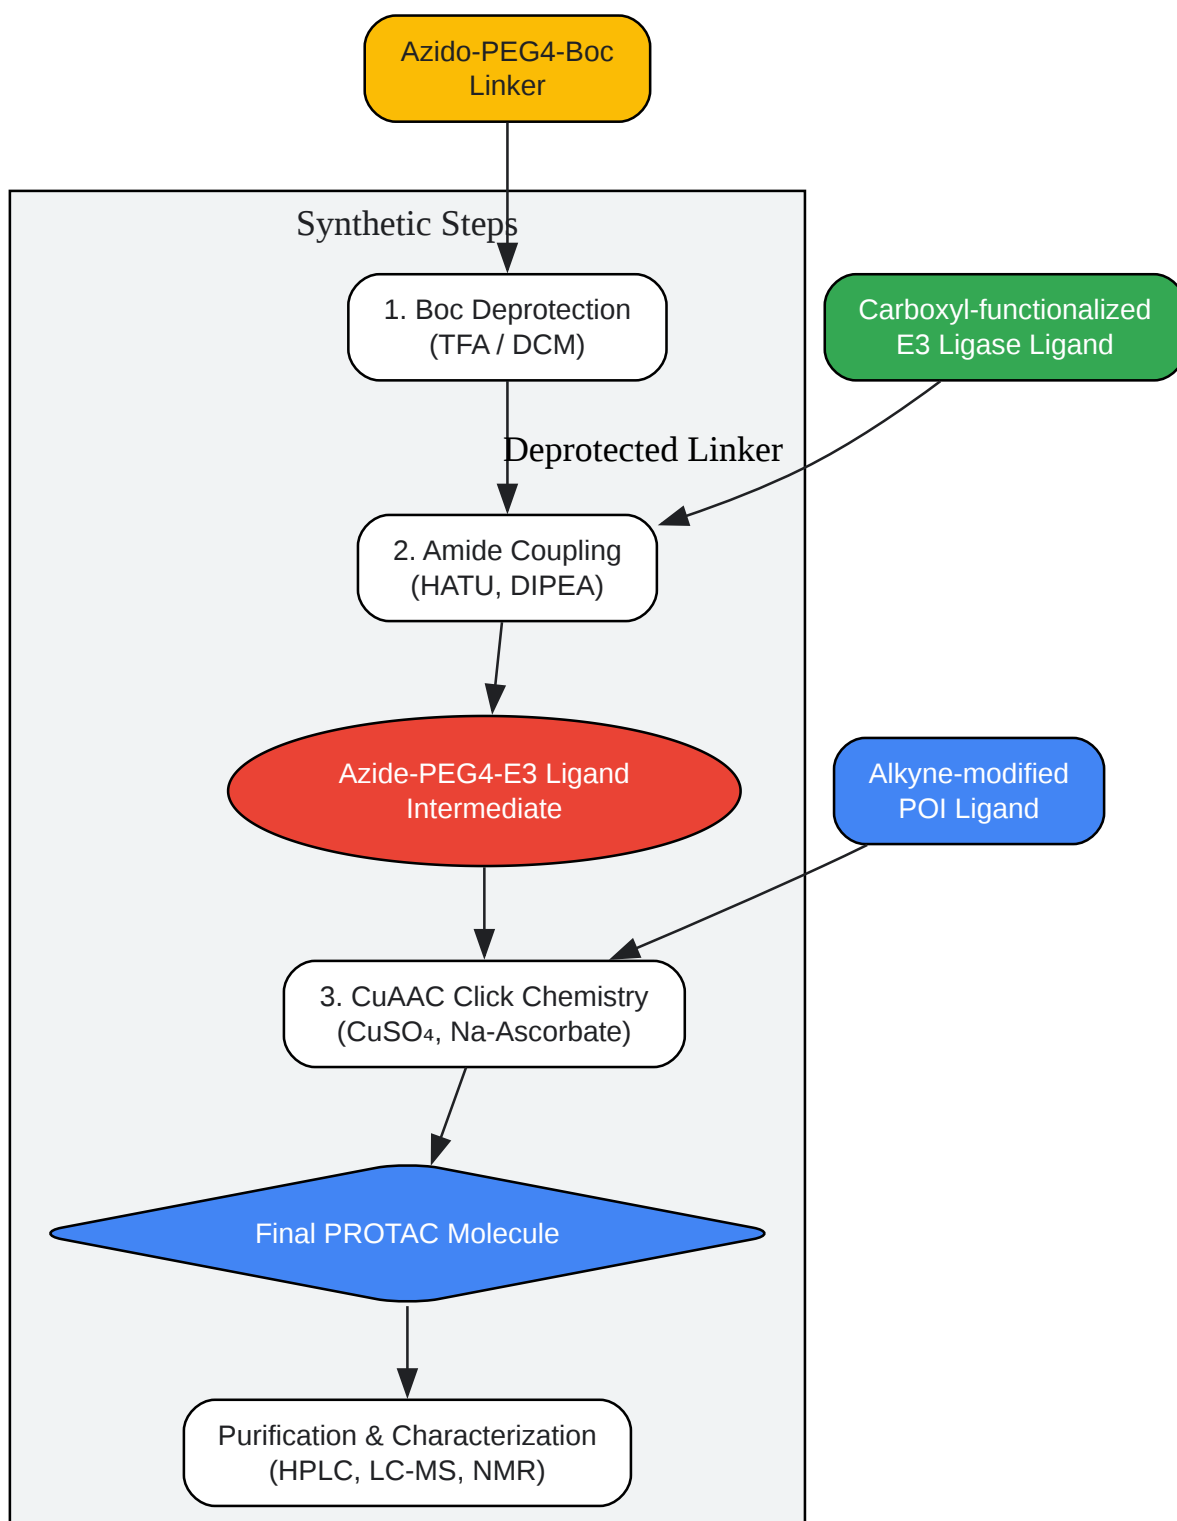 Azido-PEG4-Boc
Linker
Synthetic Steps
1. Boc Deprotection
(TFA / DCM)
Carboxyl-functionalized
E3 Ligase Ligand
Deprotected Linker
2. Amide Coupling
(HATU, DIPEA)
Azide-PEG4-E3 Ligand
Intermediate
Alkyne-modified
POI Ligand
3. CuAAC Click Chemistry
(CuSO₄, Na-Ascorbate)
Final PROTAC Molecule
Purification & Characterization
(HPLC, LC-MS, NMR)